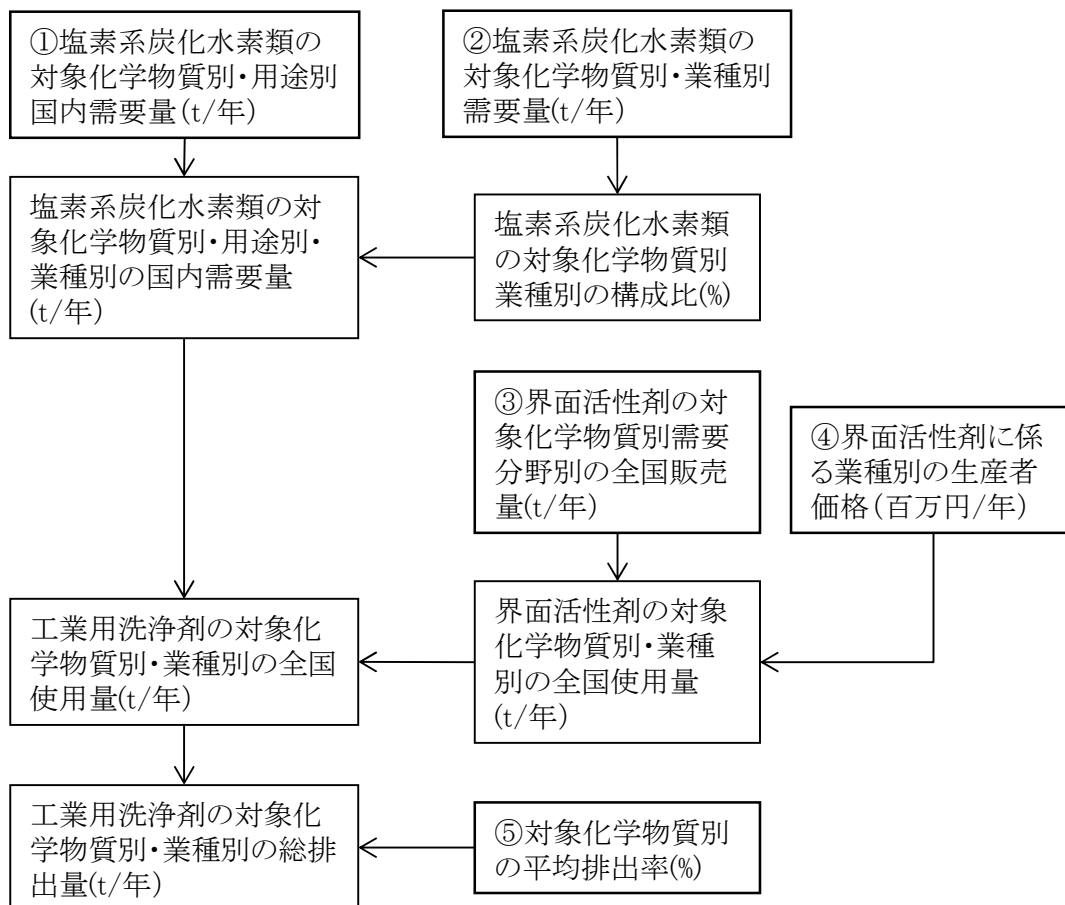 ①塩素系炭化水素類の
対象化学物質別・用途別
国内需要量(t/年)
②塩素系炭化水素類の
対象化学物質別・業種別
需要量(t/年)
塩素系炭化水素類の対
象化学物質別・用途別・
業種別の国内需要量
(t/年)
塩素系炭化水素類
の対象化学物質別
業種別の構成比(%)
③界面活性剤の対
象化学物質別需要
分野別の全国販売
量(t/年)
④界面活性剤に係
る業種別の生産者
価格(百万円/年)
工業用洗浄剤の対象化
学物質別・業種別の全国
使用量(t/年)
界面活性剤の対象
化学物質別・業種
別の全国使用量
(t/年)
工業用洗浄剤の対象化
学物質別・業種別の総排
出量(t/年)
⑤対象化学物質別
の平均排出率(%)